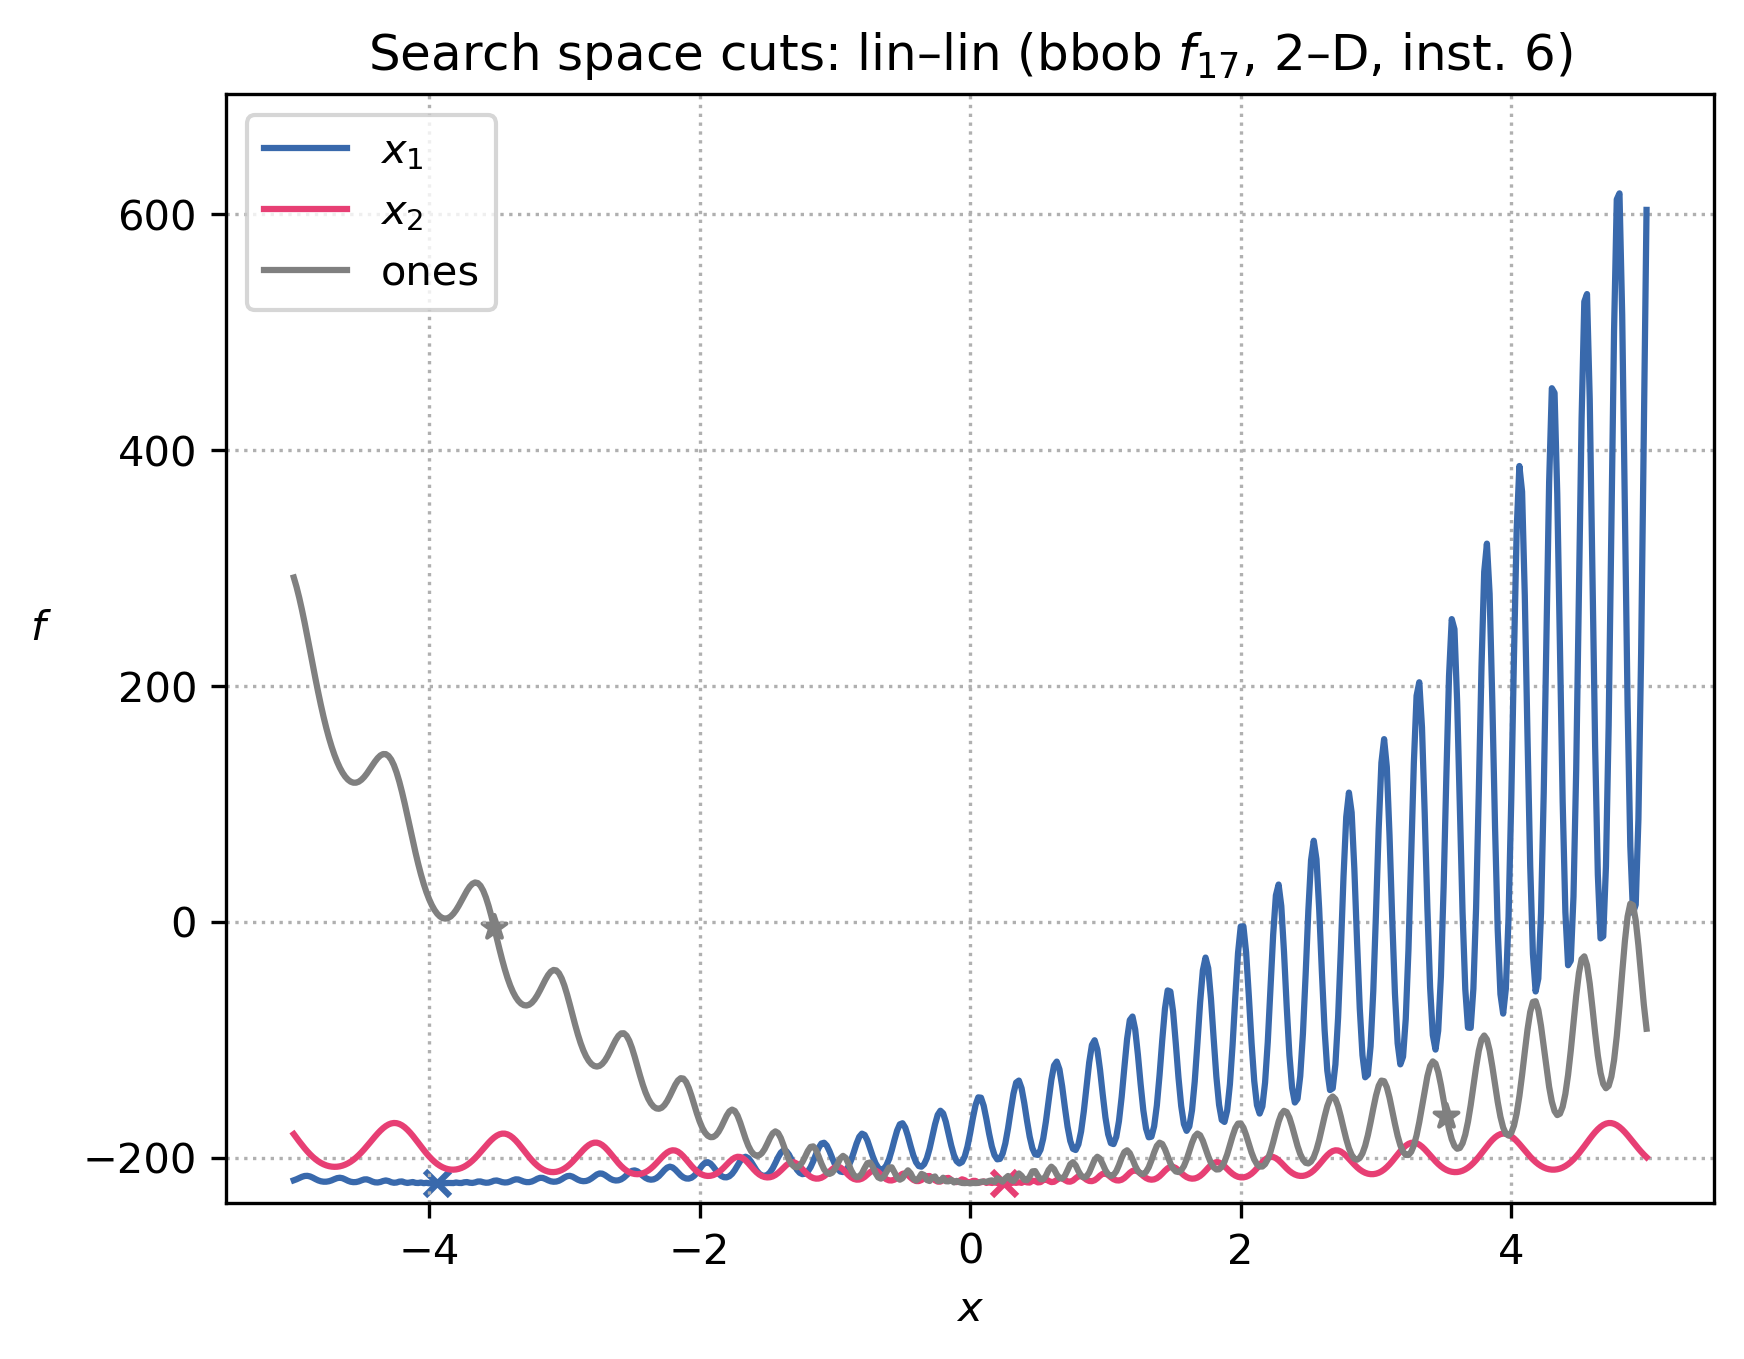 Search space cuts: lin–lin (bbob f₁₇, 2–D, inst. 6)
x₁
x₂
ones
600
400
200
0
−200
f
−4
−2
0
2
4
x